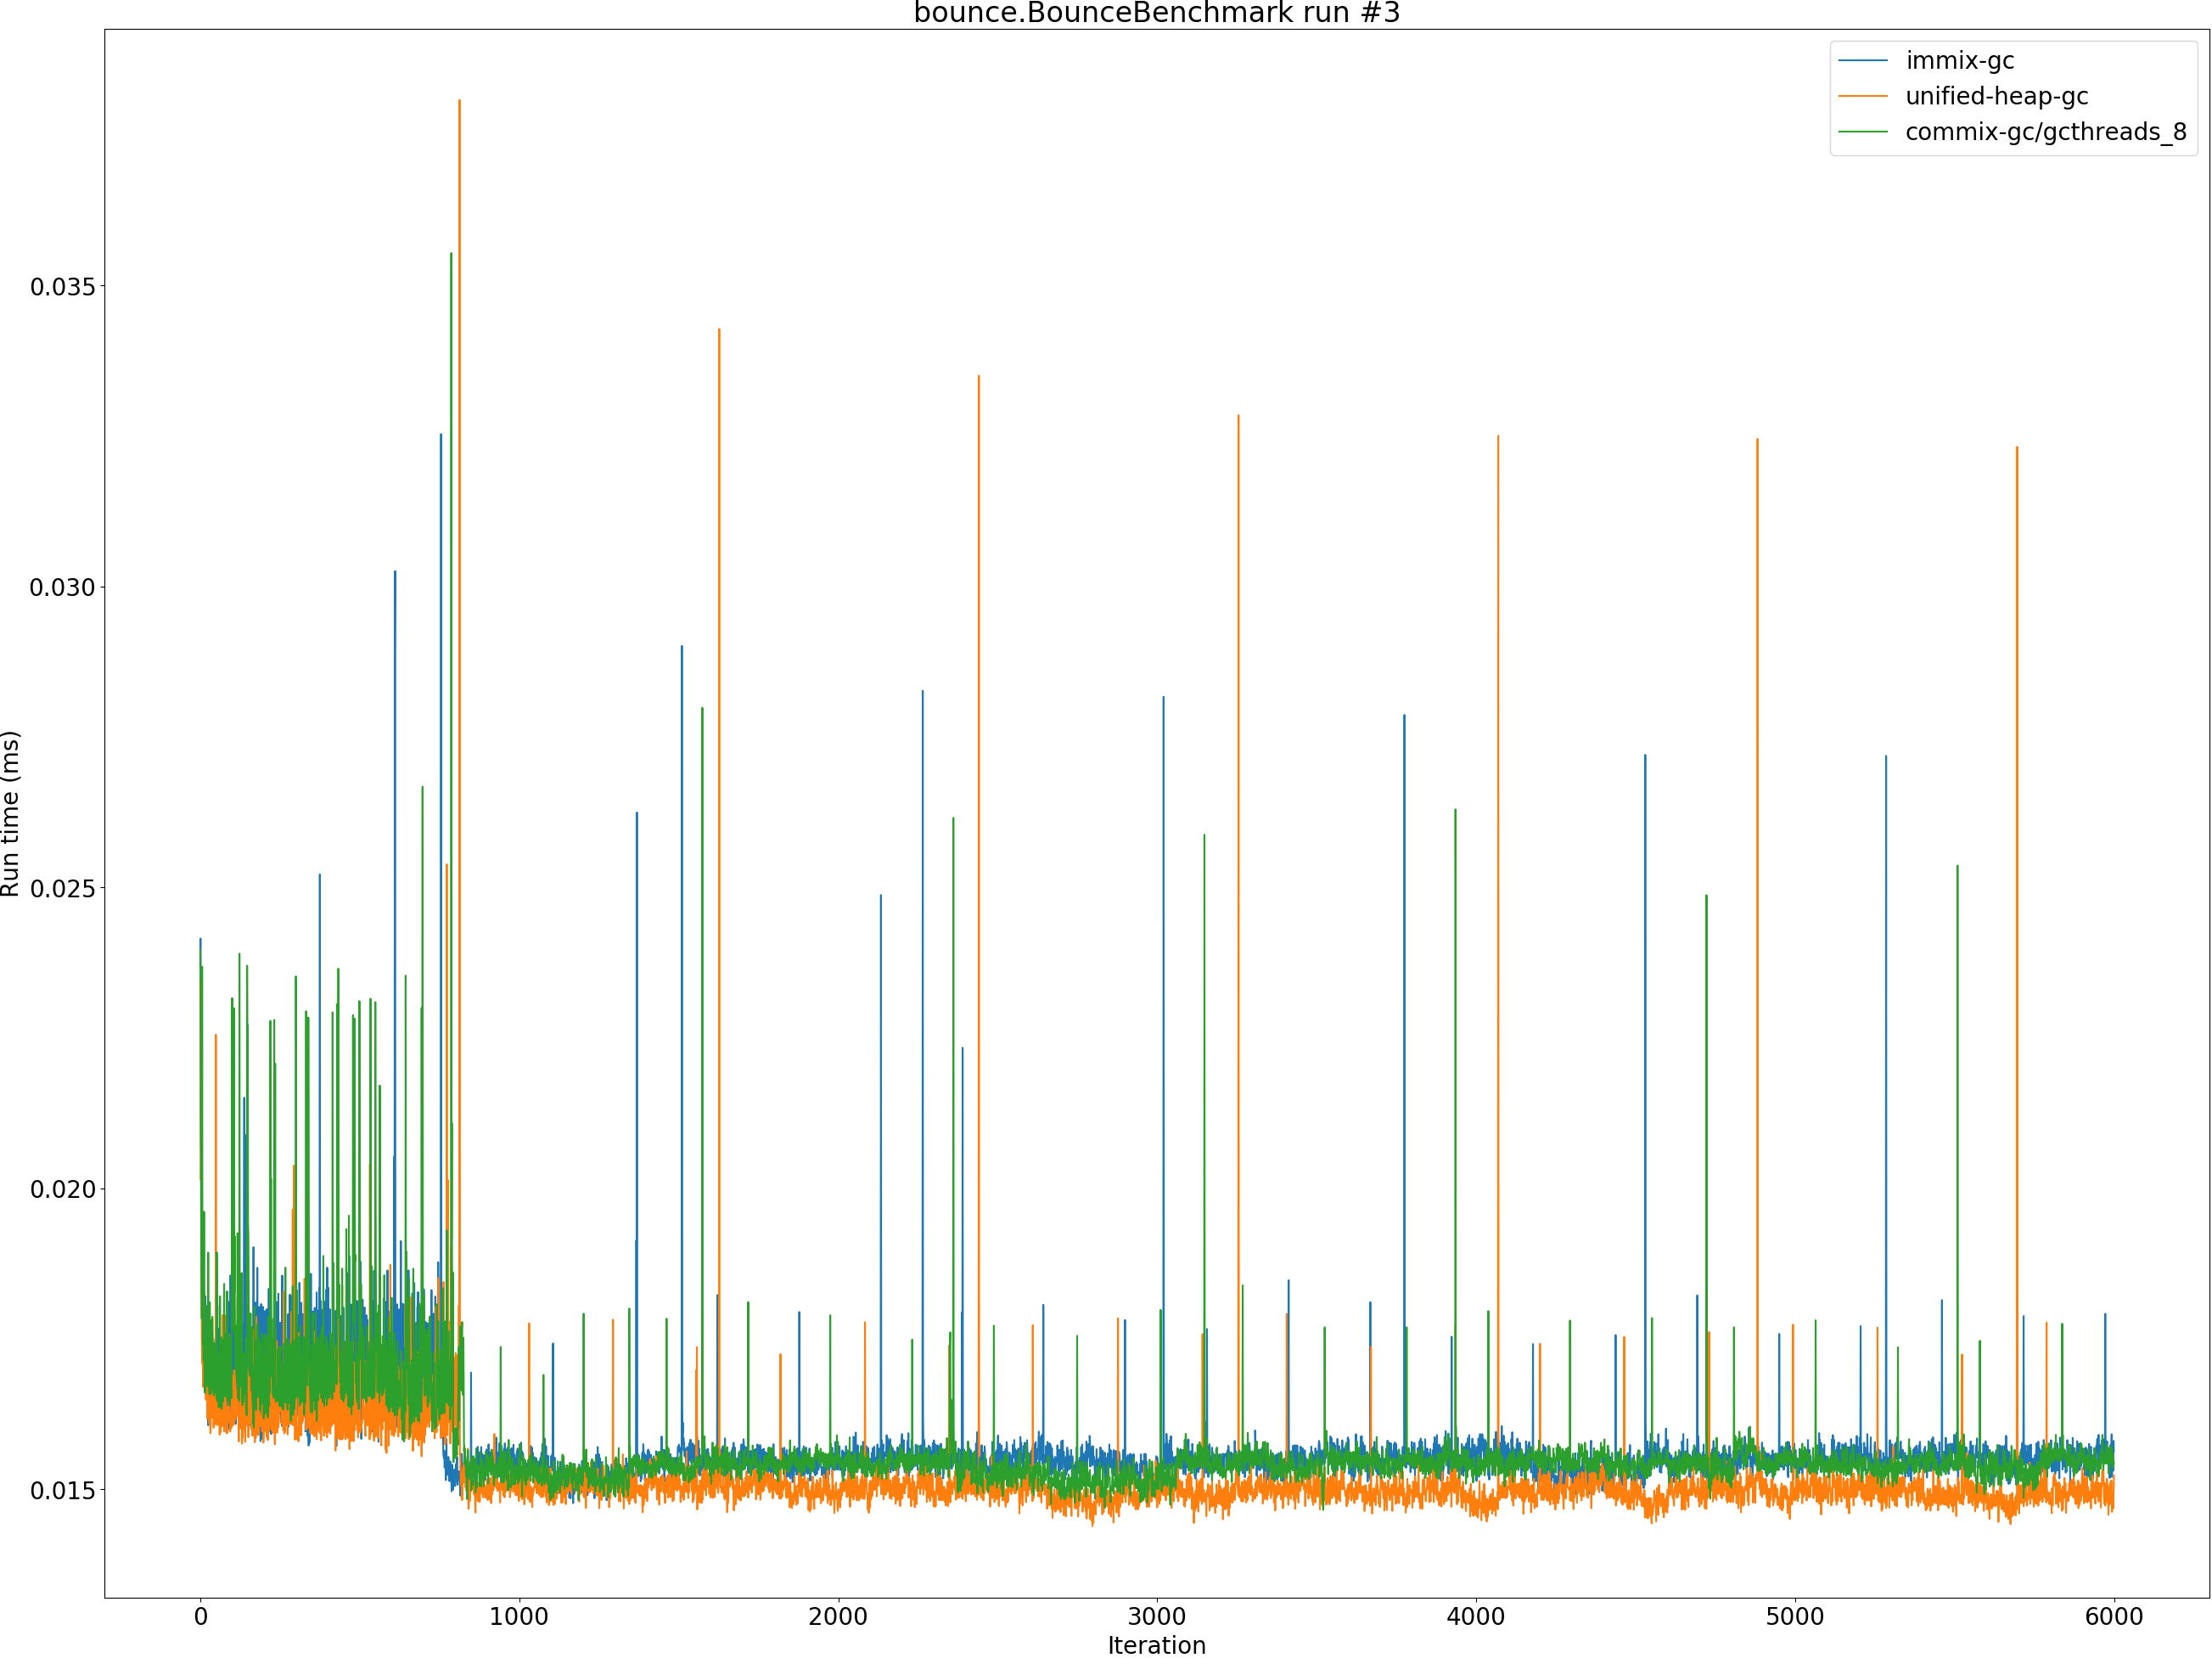 bounce.BounceBenchmark run #3
immix-gc
unified-heap-gc
commix-gc/gcthreads_8
Run time (ms)
0.035
0.030
0.025
0.020
0.015
0 1000 2000 3000 4000 5000 6000
Iteration